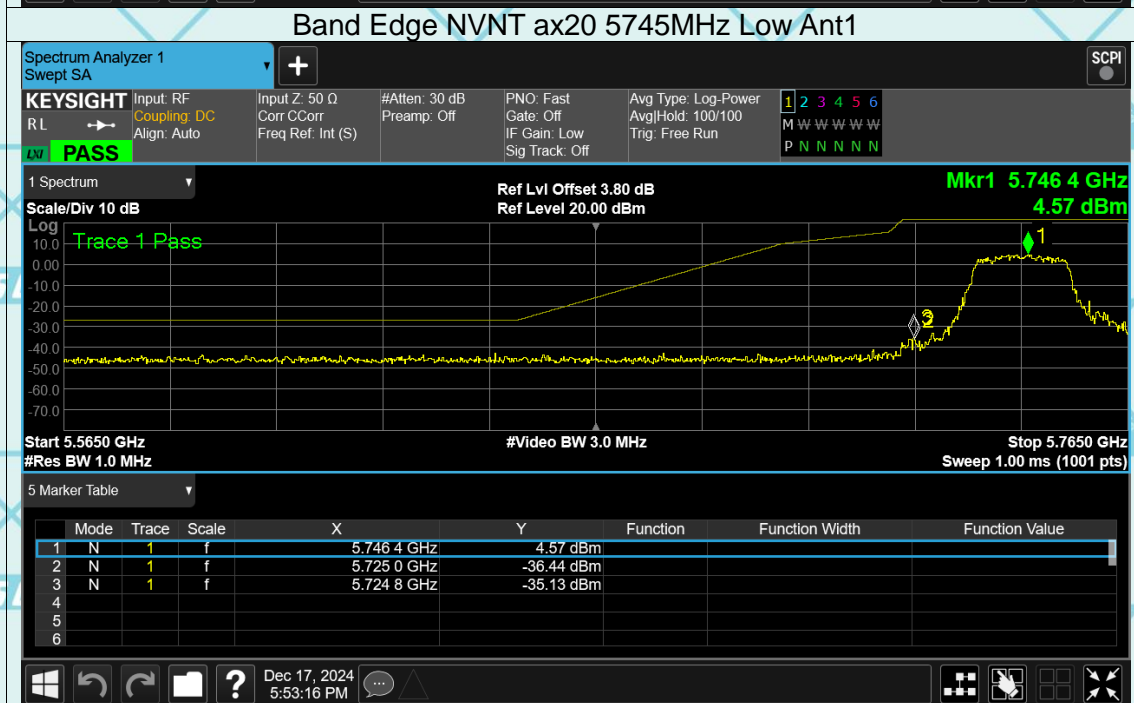 Band Edge NVNT ax20 5745MHz Low Ant1
Spectrum Analyzer 1
Swept SA
+
SCPI
KEYSIGHT
RL
LXI PASS
Input: RF
Coupling: DC
Align: Auto
Input Z: 50 Ω
Corr CCorr
Freq Ref: Int (S)
#Atten: 30 dB
Preamp: Off
PNO: Fast
Gate: Off
IF Gain: Low
Sig Track: Off
Avg Type: Log-Power
Avg|Hold: 100/100
Trig: Free Run
1 2 3 4 5 6
M W W W W W
P N N N N N
1 Spectrum
Scale/Div 10 dB
Ref Lvl Offset 3.80 dB
Ref Level 20.00 dBm
Mkr1 5.746 4 GHz
4.57 dBm
Log
Trace 1 Pass
10.0
0.00
-10.0
-20.0
-30.0
-40.0
-50.0
-60.0
-70.0
1
Start 5.5650 GHz
#Video BW 3.0 MHz
Stop 5.7650 GHz
#Res BW 1.0 MHz
Sweep 1.00 ms (1001 pts)
5 Marker Table
Mode Trace Scale X Y Function Function Width Function Value
1 N 1 f 5.746 4 GHz 4.57 dBm
2 N 1 f 5.725 0 GHz -36.44 dBm
3 N 1 f 5.724 8 GHz -35.13 dBm
4
5
6
?
Dec 17, 2024
5:53:16 PM